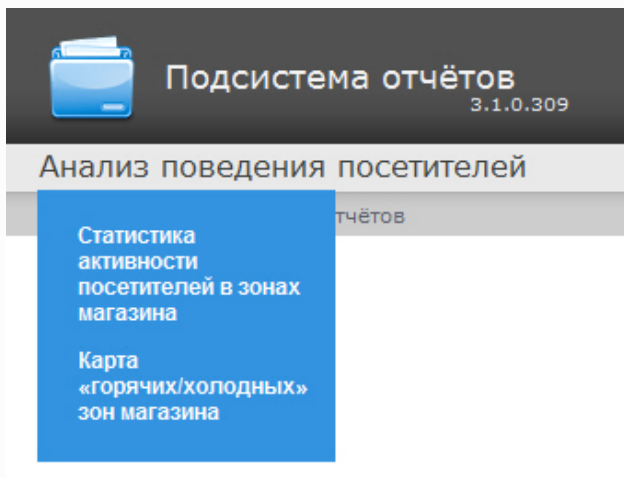 Подсистема отчётов
3.1.0.309
Анализ поведения посетителей
тчётов
Статистика
активности
посетителей в зонах
магазина
Карта
«горячих/холодных»
зон магазина